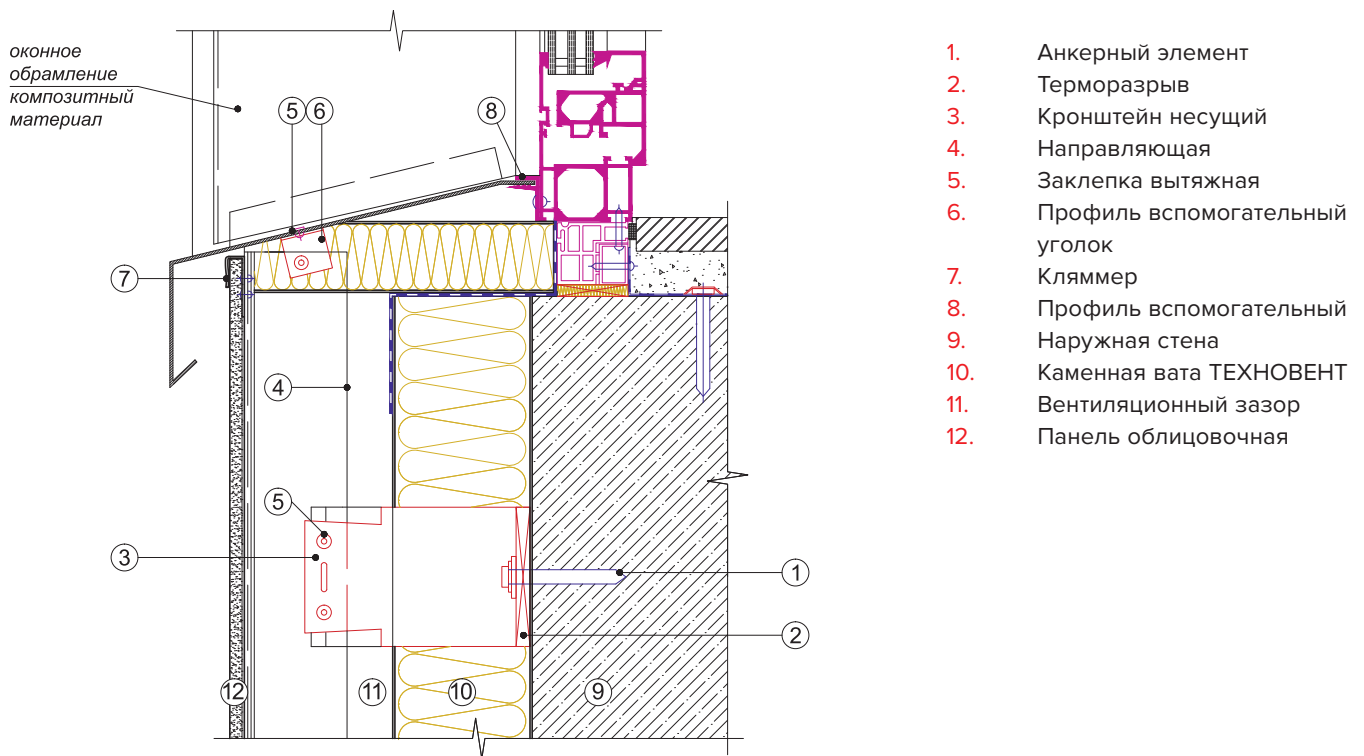 оконное
обрамление
композитный
материал
5
6
8
7
4
5
3
1
2
12
11
10
9
1. Анкерный элемент
2. Терморазрыв
3. Кронштейн несущий
4. Направляющая
5. Заклепка вытяжная
6. Профиль вспомогательный
уголок
7. Кляммер
8. Профиль вспомогательный
9. Наружная стена
10. Каменная вата ТЕХНОВЕНТ
11. Вентиляционный зазор
12. Панель облицовочная